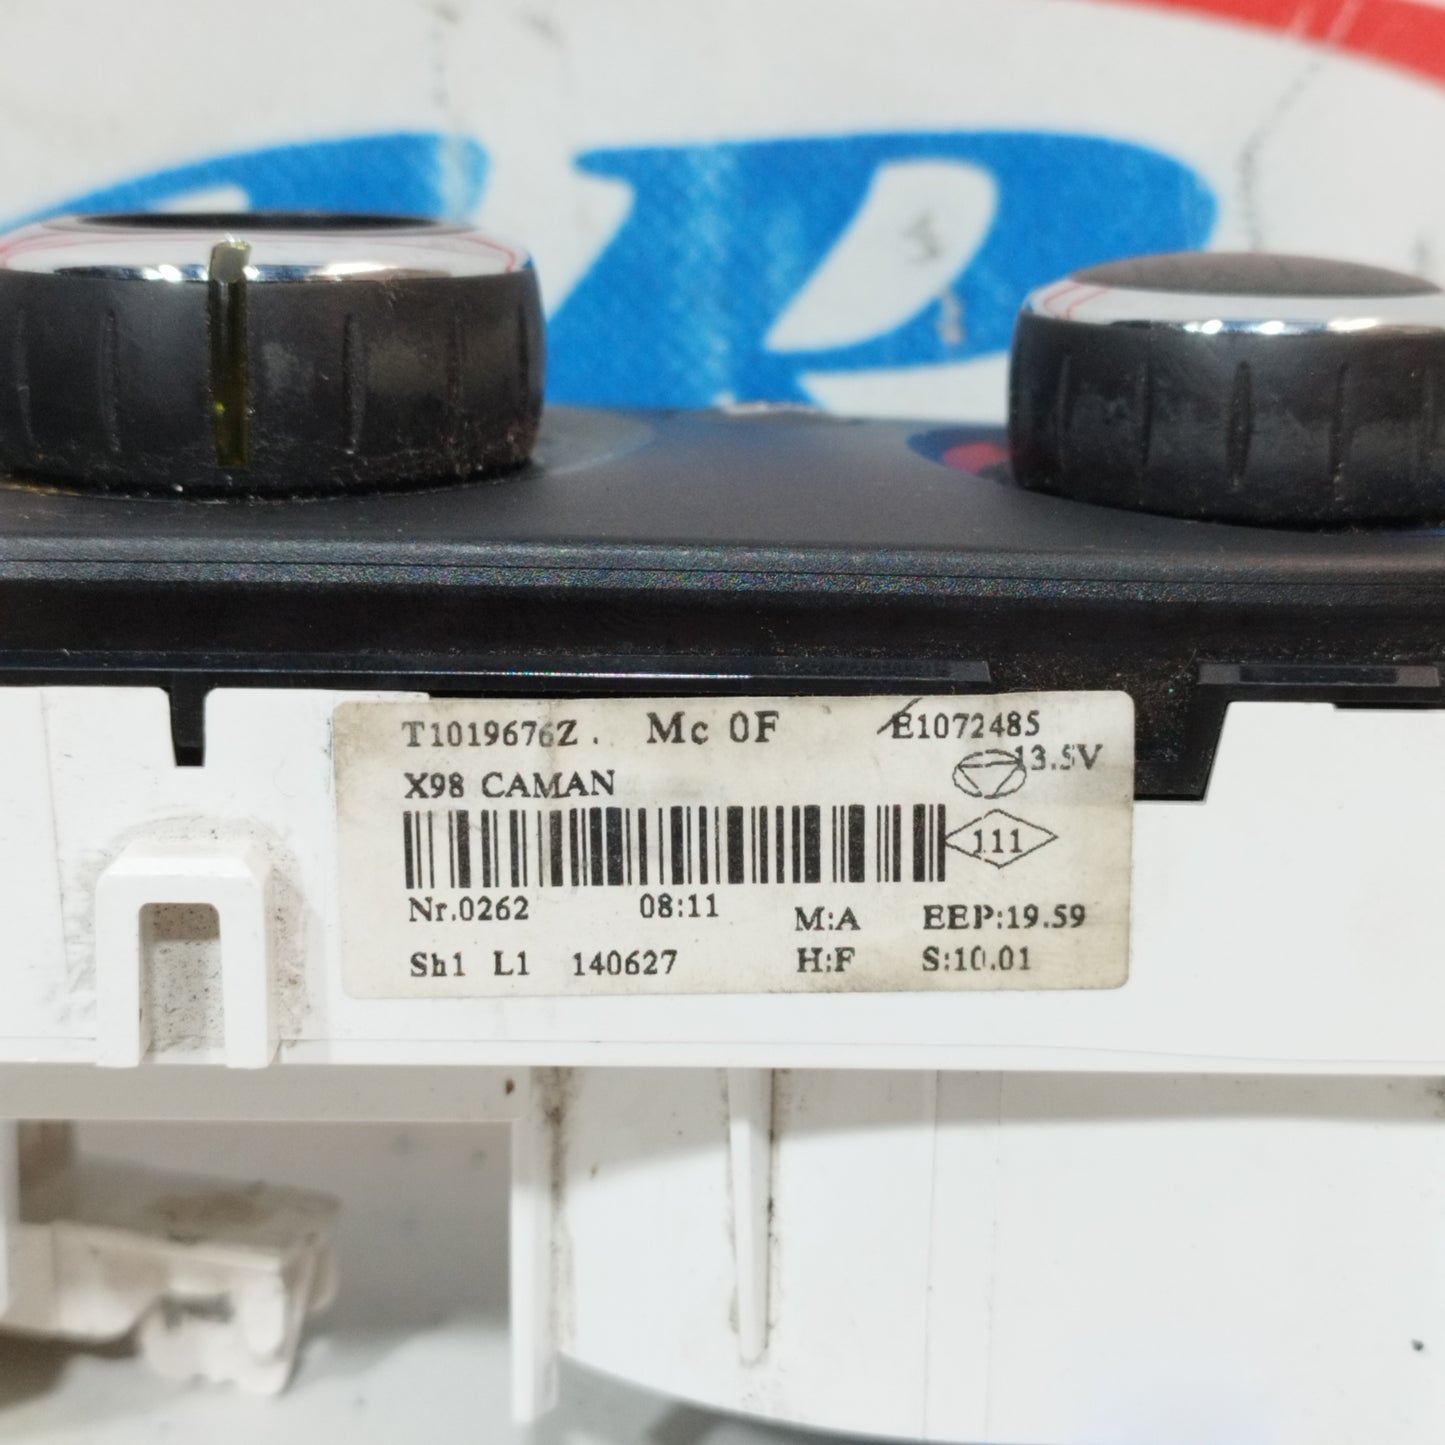 T1019676Z. Mc 0F E1072485
13.5V
X98 CAMAN
111
Nr.0262 08:11 M:A EEP:19.59
Sh1 L1 140627 H:F S:10.01